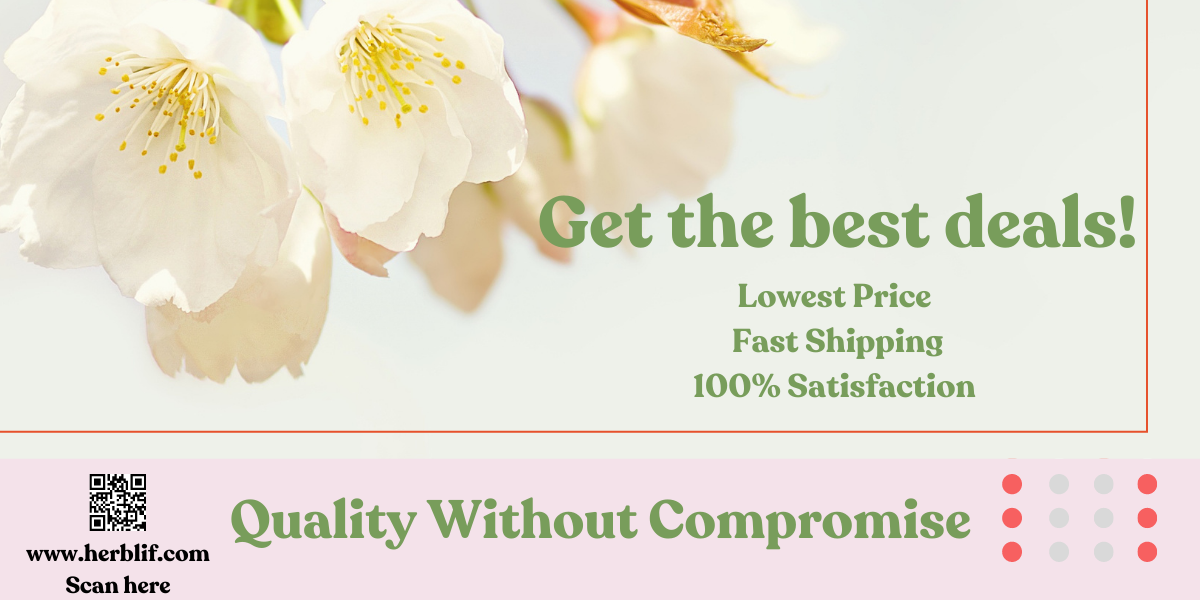 Get the best deals!
Lowest Price
Fast Shipping
100% Satisfaction
Quality Without Compromise
www.herblif.com
Scan here